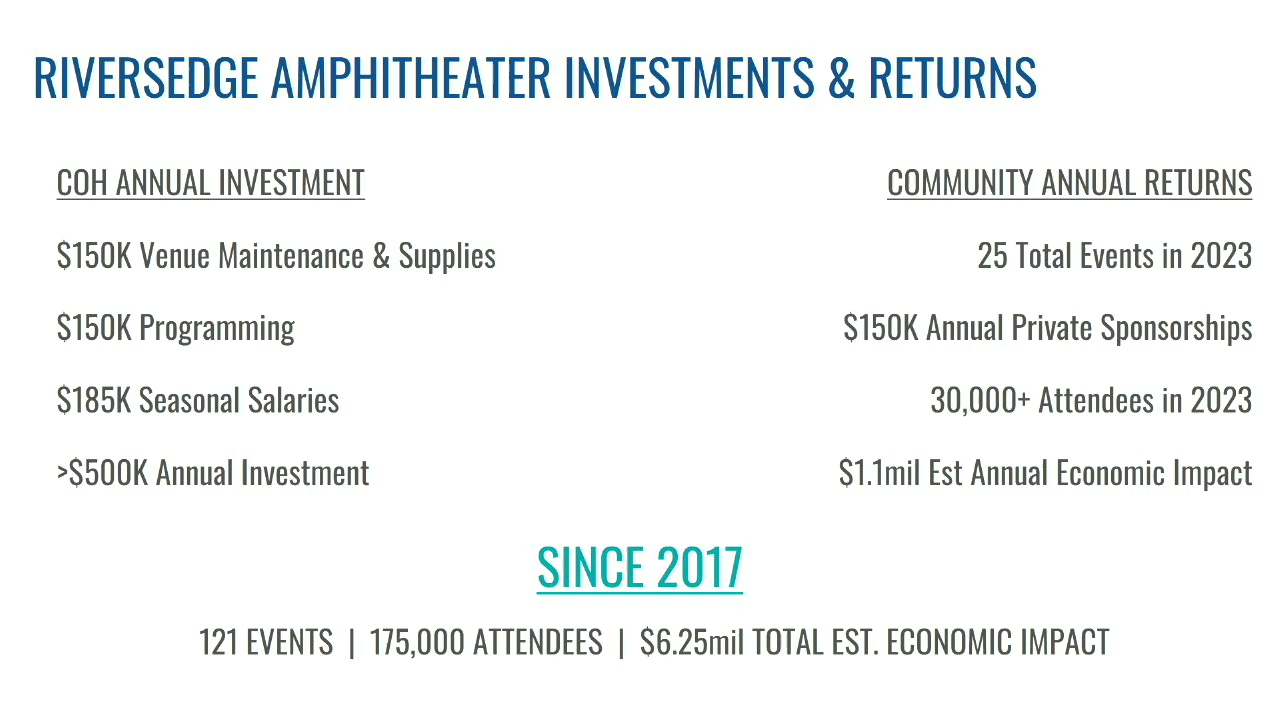 RIVERSEDGE AMPHITHEATER INVESTMENTS & RETURNS
COH ANNUAL INVESTMENT
$150K Venue Maintenance & Supplies
$150K Programming
$185K Seasonal Salaries
>$500K Annual Investment
COMMUNITY ANNUAL RETURNS
25 Total Events in 2023
$150K Annual Private Sponsorships
30,000+ Attendees in 2023
$1.1mil Est Annual Economic Impact
SINCE 2017
121 EVENTS | 175,000 ATTENDEES | $6.25mil TOTAL EST. ECONOMIC IMPACT